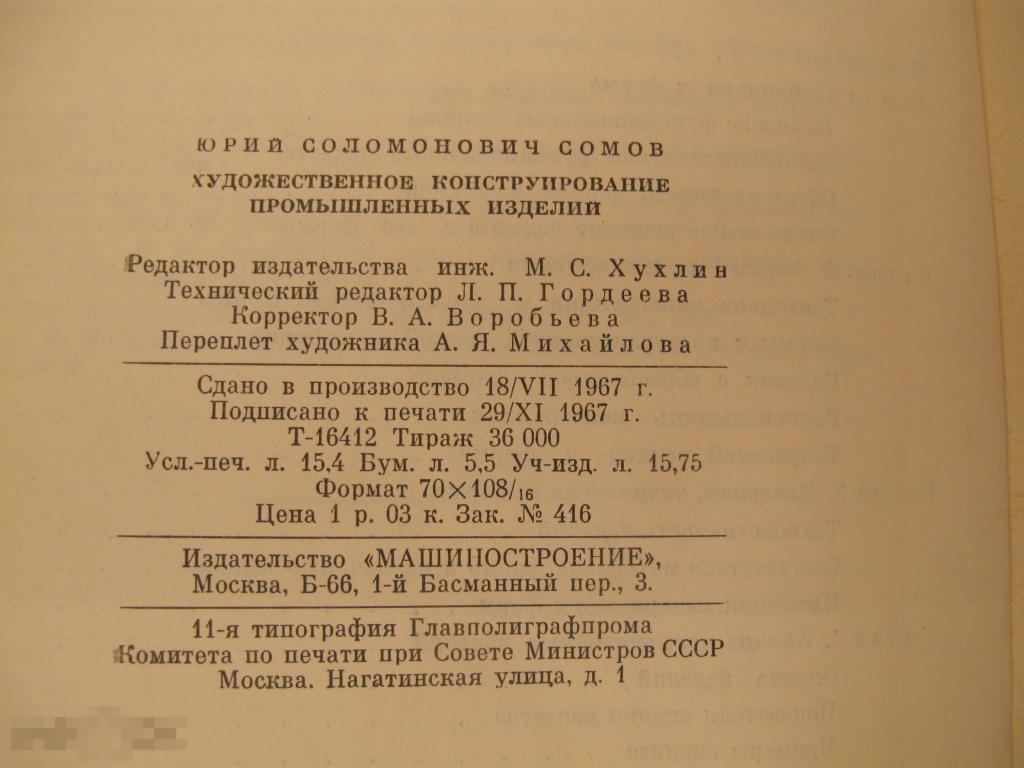 ЮРИЙ СОЛОМОНОВИЧ СОМОВ
ХУДОЖЕСТВЕННОЕ КОНСТРУИРОВАНИЕ
ПРОМЫШЛЕННЫХ ИЗДЕЛИЙ
Редактор издательства инж. М. С. Хухлин
Технический редактор Л. П. Гордеева
Корректор В. А. Воробьева
Переплет художника А. Я. Михайлова
Сдано в производство 18/VII 1967 г.
Подписано к печати 29/XI 1967 г.
Т-16412 Тираж 36 000
Усл.-печ. л. 15,4 Бум. л. 5,5 Уч-изд. л. 15,75
Формат 70×108/16
Цена 1 р. 03 к. Зак. № 416
Издательство «МАШИНОСТРОЕНИЕ»,
Москва, Б-66, 1-й Басманный пер., 3.
11-я типография Главполиграфпрома
Комитета по печати при Совете Министров СССР
Москва. Нагатинская улица, д. 1